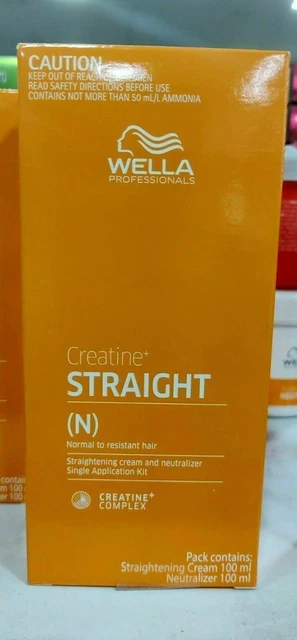 CAUTION
KEEP OUT OF REACH OF CHILDREN
READ SAFETY DIRECTIONS BEFORE USE
CONTAINS NOT MORE THAN 50 mL/L AMMONIA
WELLA
PROFESSIONALS
Creatine+
STRAIGHT
(N)
Normal to resistant hair
Straightening cream and neutralizer
Single Application Kit
CREATINE+
COMPLEX
Pack contains:
Straightening Cream 100 ml
Neutralizer 100 ml